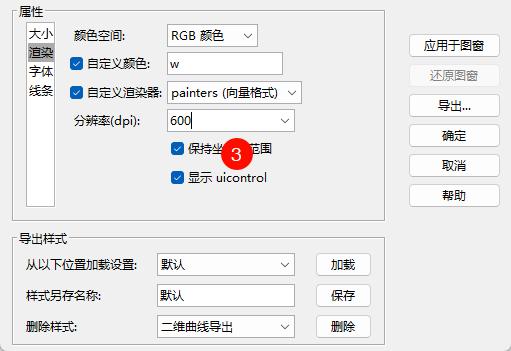 属性
大小
渲染
字体
线条
颜色空间: RGB 颜色
自定义颜色: w
自定义渲染器: painters (向量格式)
分辨率(dpi): 600
保持坐 3 范围
显示 uicontrol
应用于图窗
还原图窗
导出...
确定
取消
帮助
导出样式
从以下位置加载设置: 默认 加载
样式另存名称: 默认 保存
删除样式: 二维曲线导出 删除